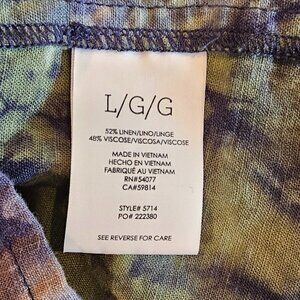 L/G/G
52% LINEN/LINO/LINGE
48% VISCOSE/VISCOSA/VISCOSE
MADE IN VIETNAM
HECHO EN VIETNAM
FABRIQUÉ AU VIETNAM
RN#54077
CA#59814
STYLE# 5714
PO# 222380
SEE REVERSE FOR CARE